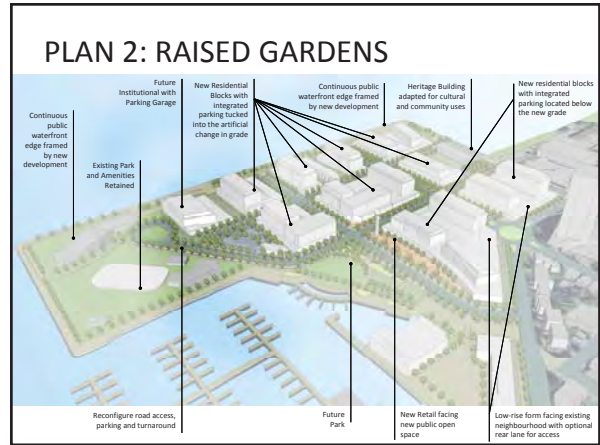 PLAN 2: RAISED GARDENS
Future
Institutional with
Parking Garage
New Residential
Blocks with
integrated
parking tucked
into the artificial
change in grade
Continuous public
waterfront edge framed
by new development
Heritage Building
adapted for cultural
and community uses
New residential blocks
with integrated
parking located below
the new grade
Continuous
public
waterfront
edge framed
by new
development
Existing Park
and Amenities
Retained
Reconfigure road access,
parking and turnaround
Future
Park
New Retail facing
new public open
space
Low-rise form facing existing
neighbourhood with optional
rear lane for access